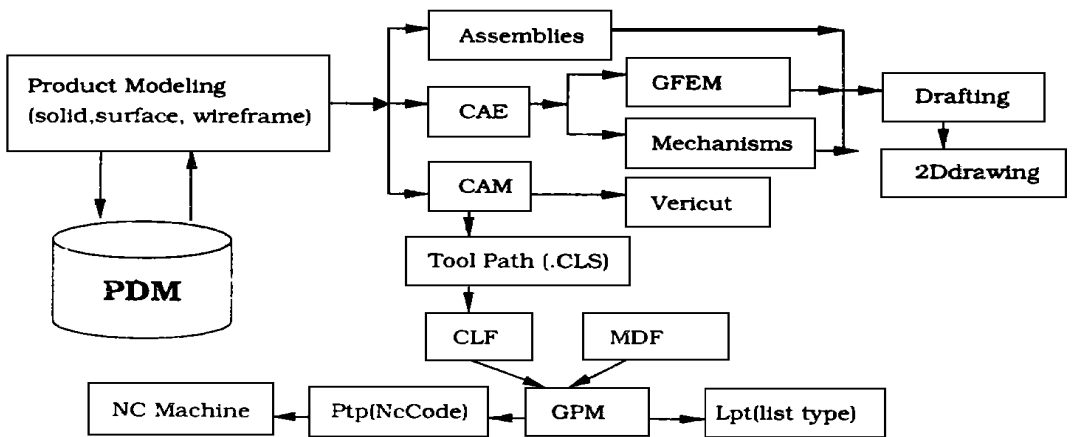 Assemblies
Product Modeling
(solid,surface, wireframe)
GFEM
CAE
Drafting
Mechanisms
2Ddrawing
CAM
Vericut
PDM
Tool Path (.CLS)
CLF
MDF
NC Machine
Ptp(NcCode)
GPM
Lpt(list type)